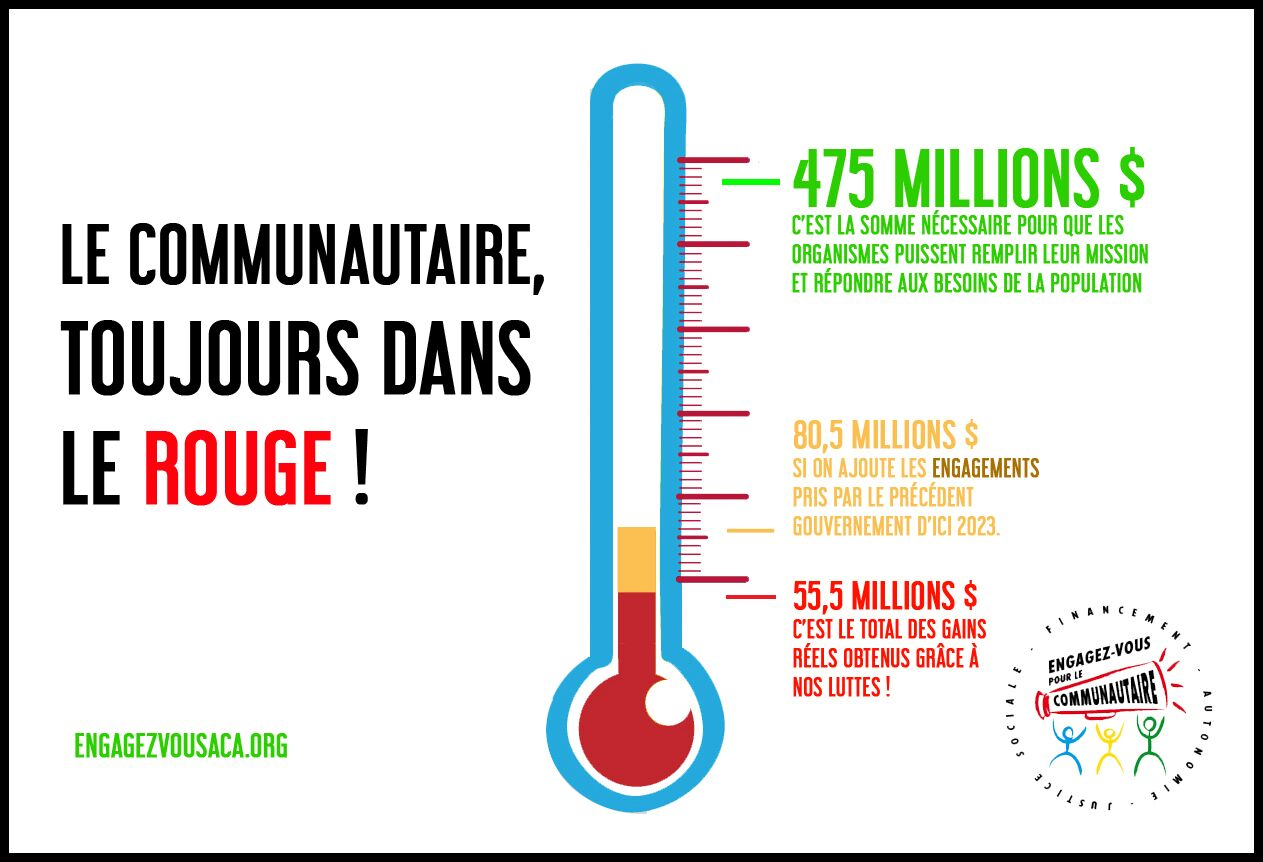 LE COMMUNAUTAIRE,
TOUJOURS DANS
LE ROUGE !
475 MILLIONS $
C'EST LA SOMME NÉCESSAIRE POUR QUE LES
ORGANISMES PUISSENT REMPLIR LEUR MISSION
ET RÉPONDRE AUX BESOINS DE LA POPULATION
80,5 MILLIONS $
SI ON AJOUTE LES ENGAGEMENTS
PRIS PAR LE PRÉCÉDENT
GOUVERNEMENT D'ICI 2023.
55,5 MILLIONS $
C'EST LE TOTAL DES GAINS
RÉELS OBTENUS GRÂCE À
NOS LUTTES !
ENGAGEZVOUSACA.ORG
FINANCEMENT · AUTONOMIE · JUSTICE SOCIALE ·
ENGAGEZ-VOUS
POUR LE
COMMUNAUTAIRE